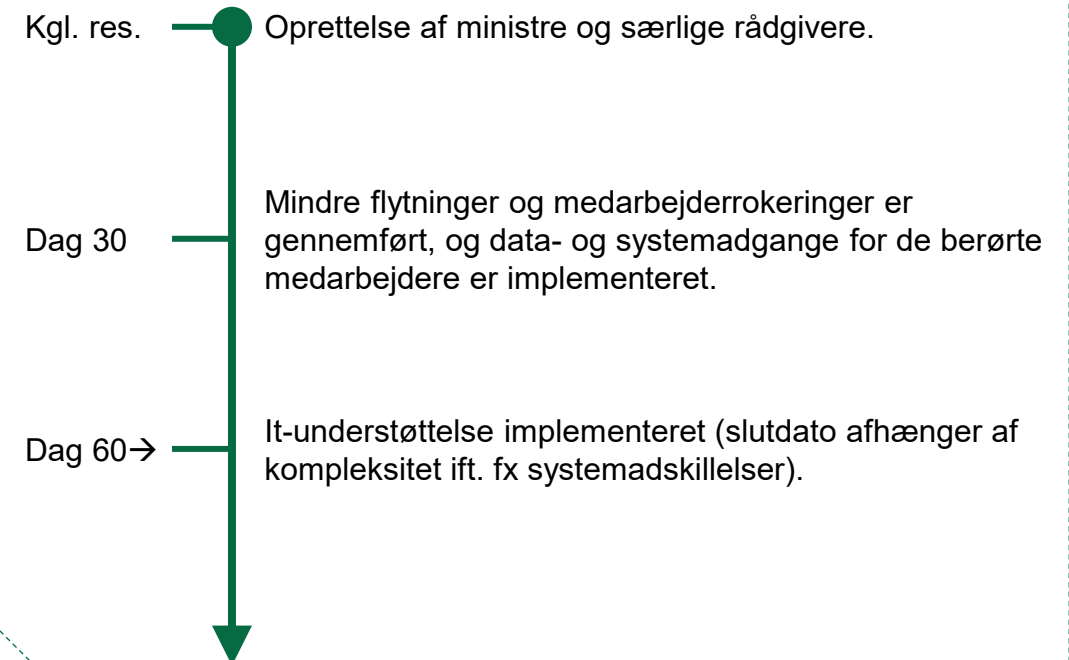 Kgl. res.
Oprettelse af ministre og særlige rådgivere.
Dag 30
Mindre flytninger og medarbejderrokeringer er
gennemført, og data- og systemadgange for de berørte
medarbejdere er implementeret.
Dag 60→
It-understøttelse implementeret (slutdato afhænger af
kompleksitet ift. fx systemadskillelser).